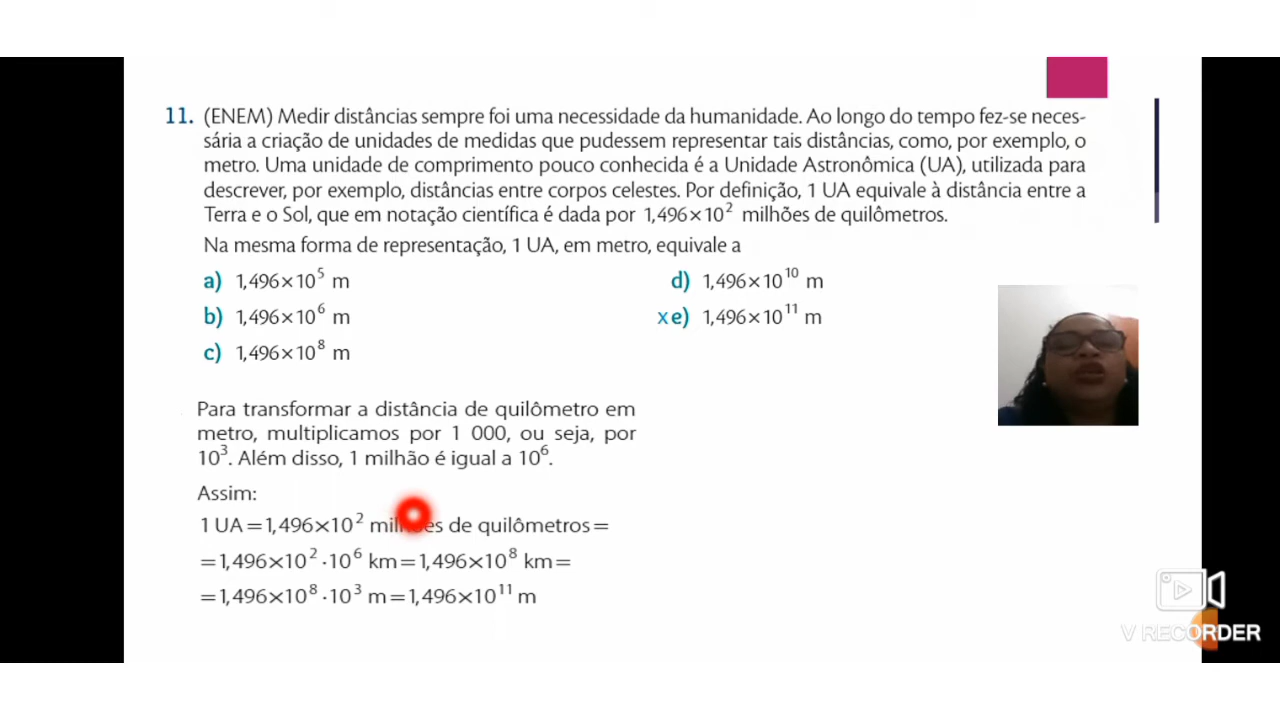 11. (ENEM) Medir distâncias sempre foi uma necessidade da humanidade. Ao longo do tempo fez-se neces-
sária a criação de unidades de medidas que pudessem representar tais distâncias, como, por exemplo, o
metro. Uma unidade de comprimento pouco conhecida é a Unidade Astronômica (UA), utilizada para
descrever, por exemplo, distâncias entre corpos celestes. Por definição, 1 UA equivale à distância entre a
Terra e o Sol, que em notação científica é dada por 1,496×10² milhões de quilômetros.
Na mesma forma de representação, 1 UA, em metro, equivale a
a) 1,496×10⁵ m
b) 1,496×10⁶ m
c) 1,496×10⁸ m
d) 1,496×10¹⁰ m
x e) 1,496×10¹¹ m
Para transformar a distância de quilômetro em
metro, multiplicamos por 1 000, ou seja, por
10³. Além disso, 1 milhão é igual a 10⁶.
Assim:
1 UA=1,496×10² milhões de quilômetros=
=1,496×10²·10⁶ km=1,496×10⁸ km=
=1,496×10⁸·10³ m=1,496×10¹¹ m
V RECORDER